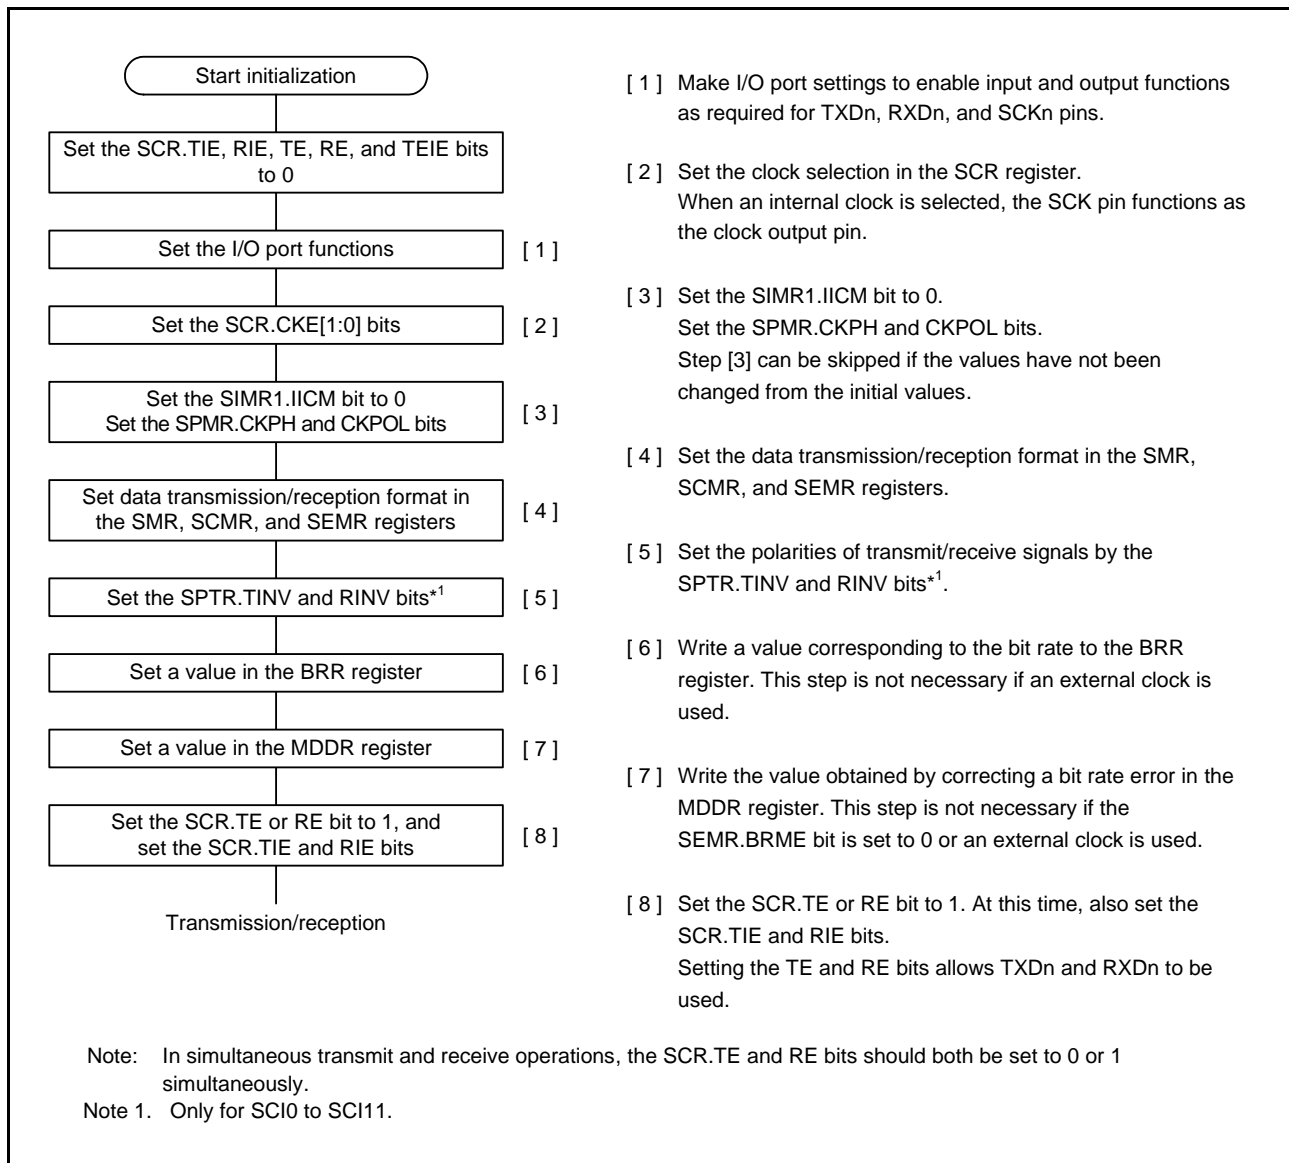 Start initialization
Set the SCR.TIE, RIE, TE, RE, and TEIE bits
to 0
Set the I/O port functions
[ 1 ]
Set the SCR.CKE[1:0] bits
[ 2 ]
Set the SIMR1.IICM bit to 0
Set the SPMR.CKPH and CKPOL bits
[ 3 ]
Set data transmission/reception format in
the SMR, SCMR, and SEMR registers
[ 4 ]
Set the SPTR.TINV and RINV bits*1
[ 5 ]
Set a value in the BRR register
[ 6 ]
Set a value in the MDDR register
[ 7 ]
Set the SCR.TE or RE bit to 1, and
set the SCR.TIE and RIE bits
[ 8 ]
Transmission/reception
[ 1 ] Make I/O port settings to enable input and output functions
as required for TXDn, RXDn, and SCKn pins.
[ 2 ] Set the clock selection in the SCR register.
When an internal clock is selected, the SCK pin functions as
the clock output pin.
[ 3 ] Set the SIMR1.IICM bit to 0.
Set the SPMR.CKPH and CKPOL bits.
Step [3] can be skipped if the values have not been
changed from the initial values.
[ 4 ] Set the data transmission/reception format in the SMR,
SCMR, and SEMR registers.
[ 5 ] Set the polarities of transmit/receive signals by the
SPTR.TINV and RINV bits*1.
[ 6 ] Write a value corresponding to the bit rate to the BRR
register. This step is not necessary if an external clock is
used.
[ 7 ] Write the value obtained by correcting a bit rate error in the
MDDR register. This step is not necessary if the
SEMR.BRME bit is set to 0 or an external clock is used.
[ 8 ] Set the SCR.TE or RE bit to 1. At this time, also set the
SCR.TIE and RIE bits.
Setting the TE and RE bits allows TXDn and RXDn to be
used.
Note: In simultaneous transmit and receive operations, the SCR.TE and RE bits should both be set to 0 or 1
simultaneously.
Note 1. Only for SCI0 to SCI11.